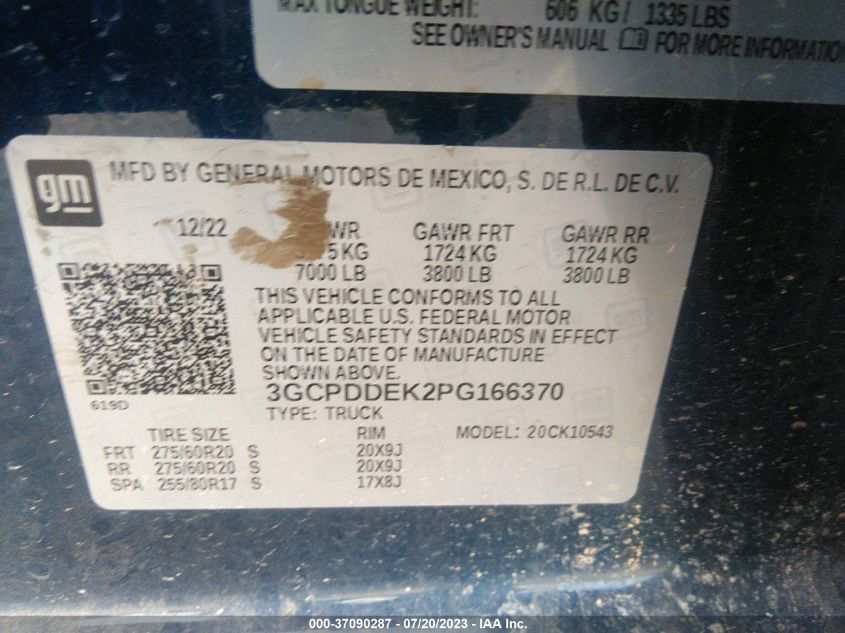 MAX TONGUE WEIGHT: 606 KG/ 1335 LBS
SEE OWNER'S MANUAL FOR MORE INFORMATION
gm
MFD BY GENERAL MOTORS DE MEXICO, S. DE R.L. DE C.V.
12/22 GAWR FRT GAWR RR
KG 1724 KG 1724 KG
7000 LB 3800 LB 3800 LB
THIS VEHICLE CONFORMS TO ALL
APPLICABLE U.S. FEDERAL MOTOR
VEHICLE SAFETY STANDARDS IN EFFECT
ON THE DATE OF MANUFACTURE
SHOWN ABOVE.
3GCPDDEK2PG166370
619D
TYPE: TRUCK
TIRE SIZE RIM MODEL: 20CK10543
FRT 275/60R20 S 20X9J
RR 275/60R20 S 20X9J
SPA 255/80R17 S 17X8J
000-37090287 - 07/20/2023 - IAA Inc.